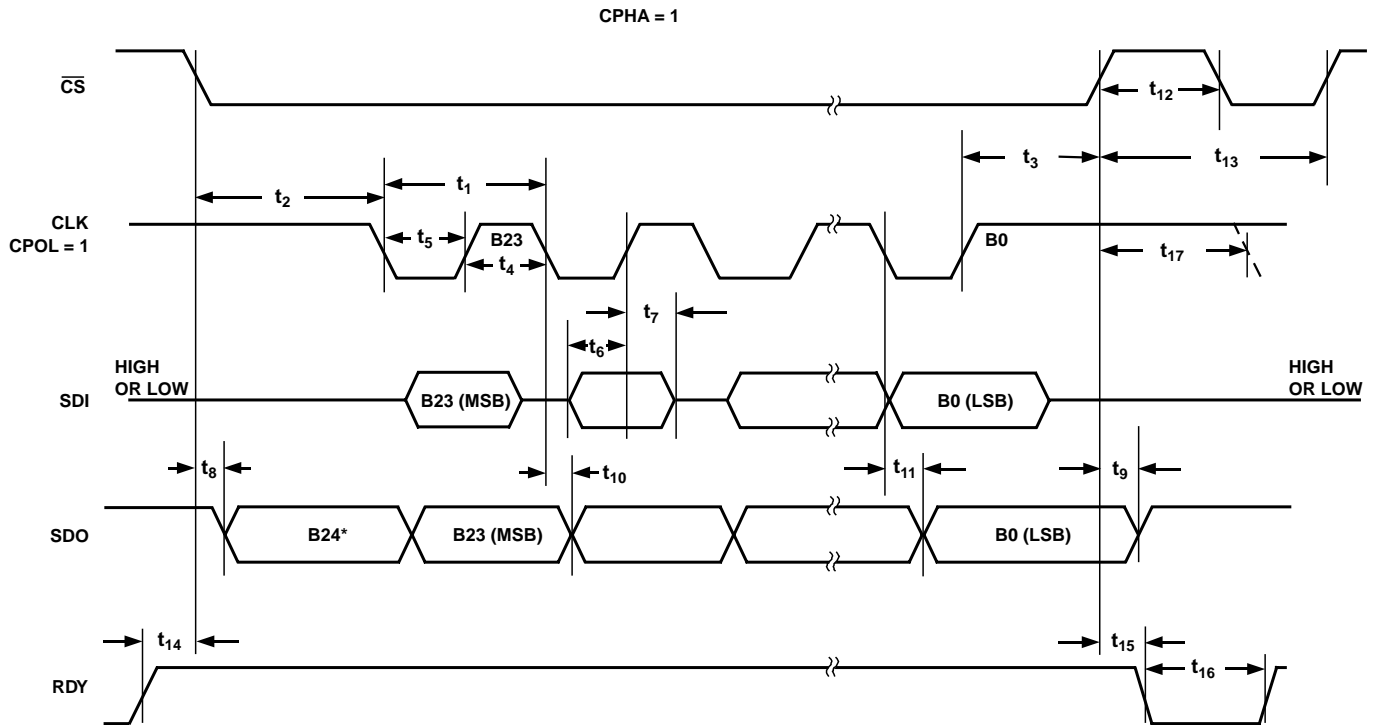 CPHA = 1
CS
t12
t3
t13
t1
t2
CLK
CPOL = 1
t5
B23
B0
t4
t17
t7
t6
HIGH
OR LOW
HIGH
OR LOW
SDI
B23 (MSB)
B0 (LSB)
t8
t10
t11
t9
SDO
B24*
B23 (MSB)
B0 (LSB)
t14
t15
t16
RDY